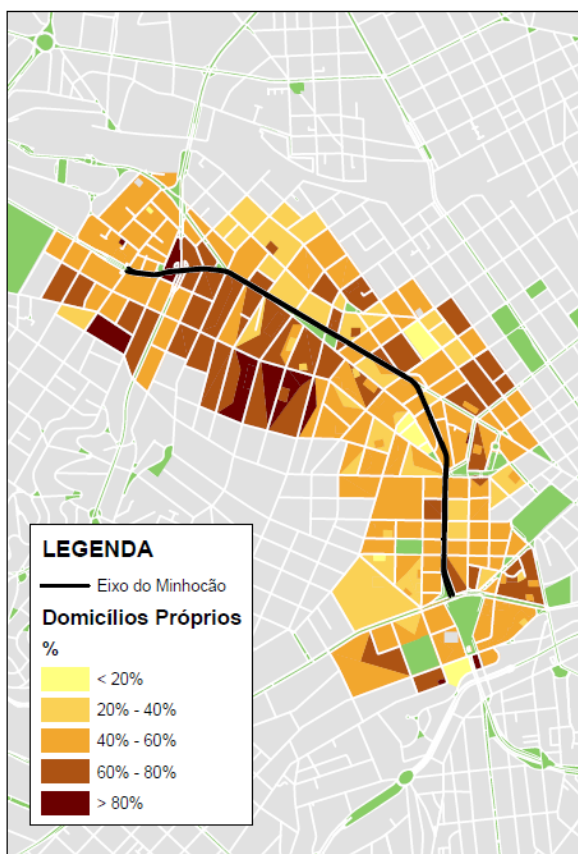 LEGENDA
Eixo do Minhocão
Domicílios Próprios
%
< 20%
20% - 40%
40% - 60%
60% - 80%
> 80%